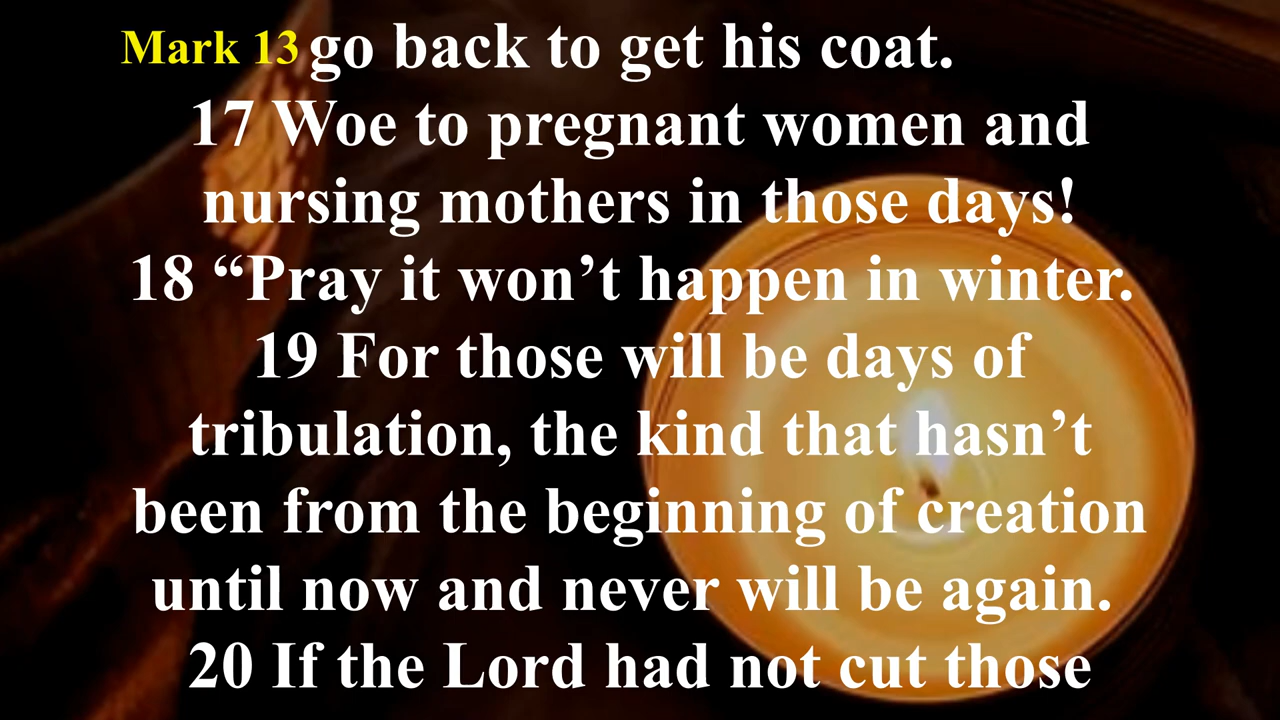 Mark 13 go back to get his coat.
17 Woe to pregnant women and
nursing mothers in those days!
18 “Pray it won’t happen in winter.
19 For those will be days of
tribulation, the kind that hasn’t
been from the beginning of creation
until now and never will be again.
20 If the Lord had not cut those